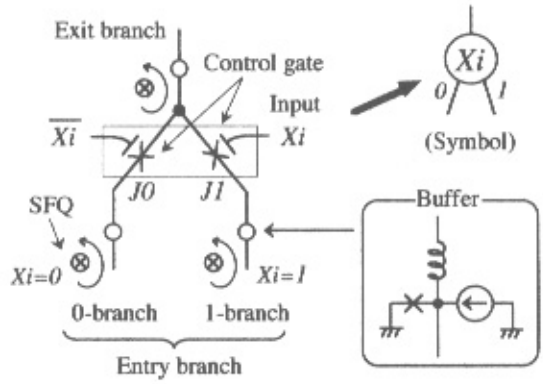 Exit branch
Control gate
Input
Xi
0 1
(Symbol)
X̅i̅
Xi
J0
J1
SFQ
Xi=0
Xi=1
0-branch
1-branch
Entry branch
Buffer